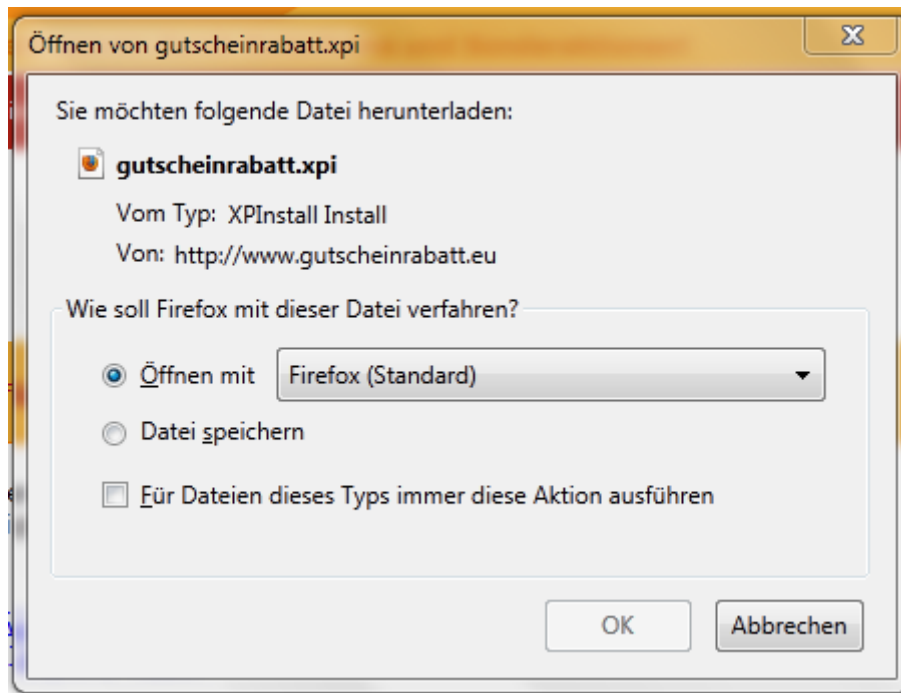 Öffnen von gutscheinrabatt.xpi
Sie möchten folgende Datei herunterladen:
gutscheinrabatt.xpi
Vom Typ: XPInstall Install
Von: http://www.gutscheinrabatt.eu
Wie soll Firefox mit dieser Datei verfahren?
Öffnen mit Firefox (Standard)
Datei speichern
Für Dateien dieses Typs immer diese Aktion ausführen
OK Abbrechen